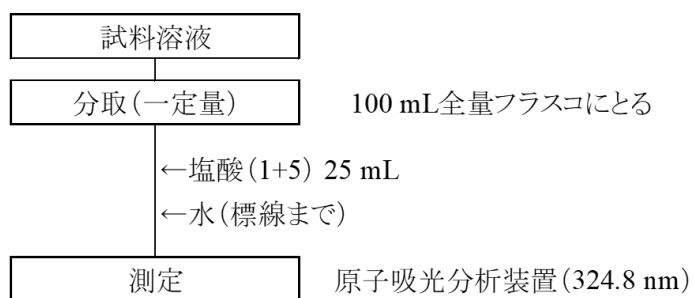 試料溶液
分取（一定量） 100 mL全量フラスコにとる
←塩酸（1+5） 25 mL
←水（標線まで）
測定 原子吸光分析装置（324.8 nm）